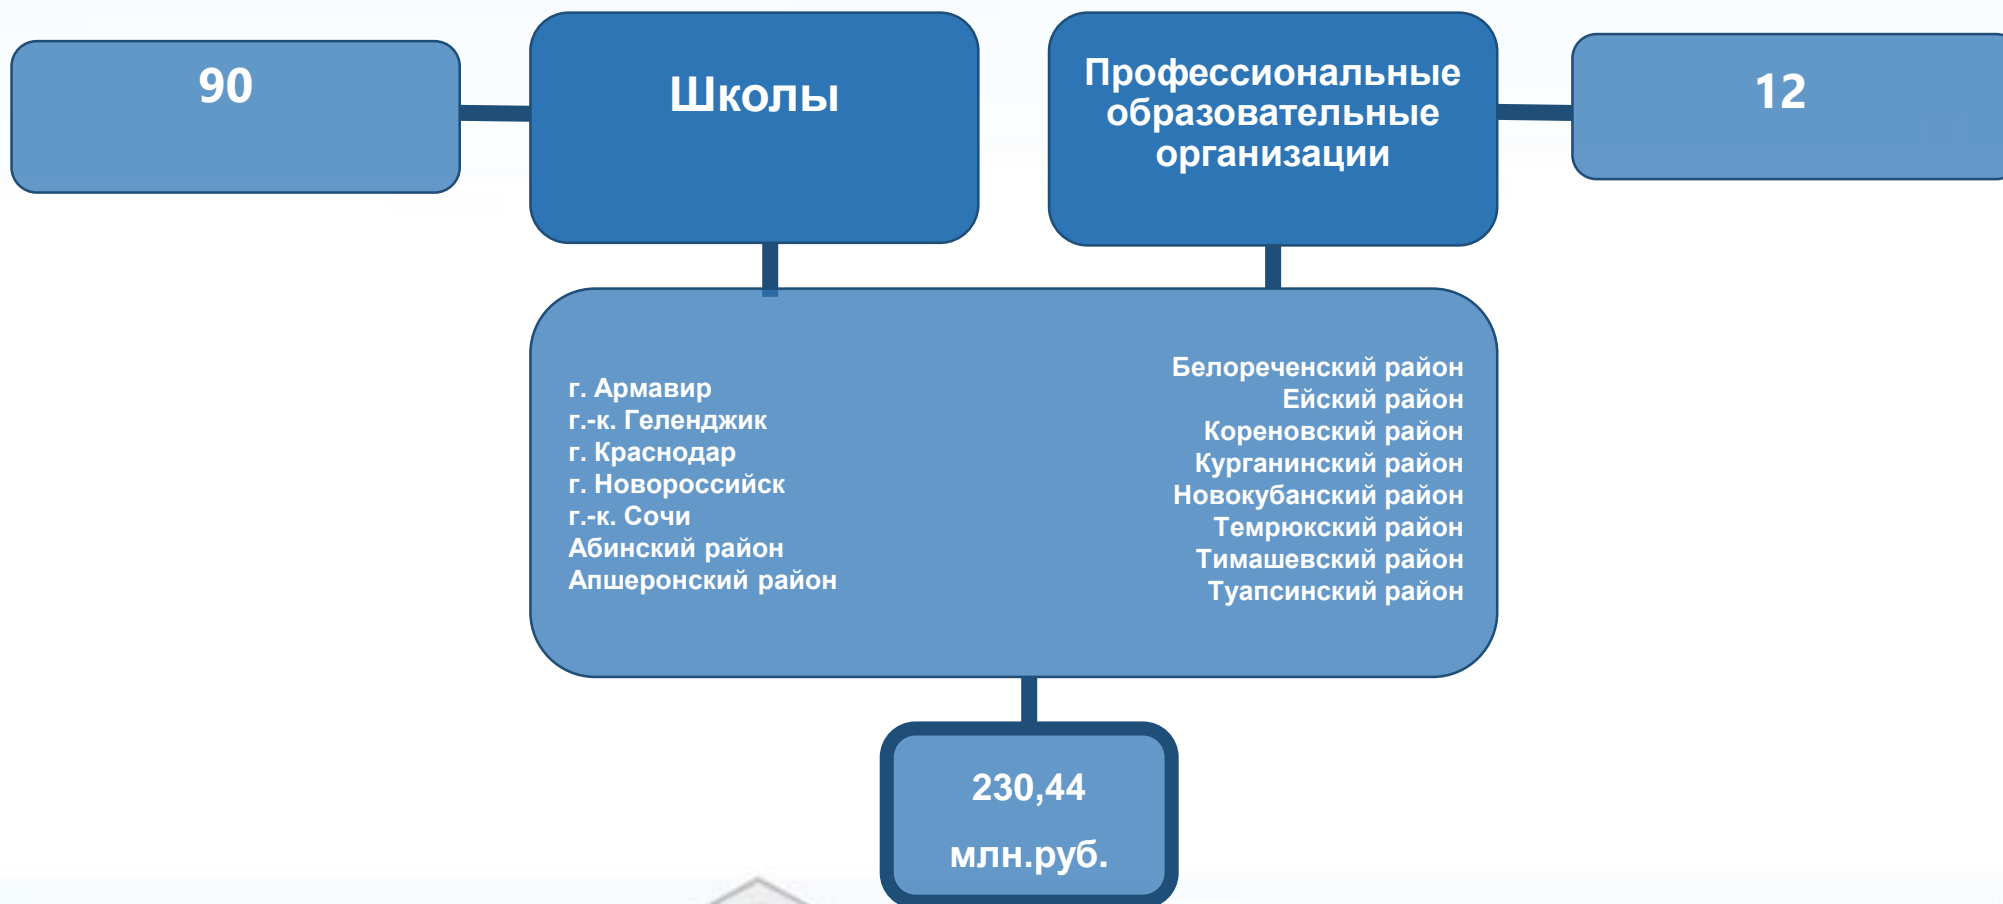 90
Школы
Профессиональные
образовательные
организации
12
г. Армавир
г.-к. Геленджик
г. Краснодар
г. Новороссийск
г.-к. Сочи
Абинский район
Апшеронский район
Белореченский район
Ейский район
Кореновский район
Курганинский район
Новокубанский район
Темрюкский район
Тимашевский район
Туапсинский район
230,44
млн.руб.